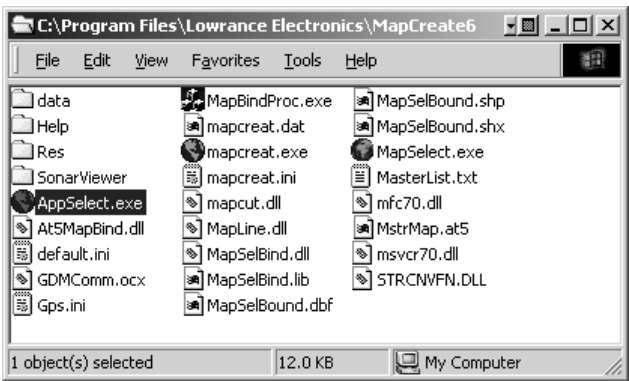 C:\Program Files\Lowrance Electronics\MapCreate6
File Edit View Favorites Tools Help
data
Help
Res
SonarViewer
AppSelect.exe
At5MapBind.dll
default.ini
GDMComm.ocx
Gps.ini
MapBindProc.exe
mapcreat.dat
mapcreat.exe
mapcreat.ini
mapcut.dll
MapLine.dll
MapSelBind.dll
MapSelBind.lib
MapSelBound.dbf
MapSelBound.shp
MapSelBound.shx
MapSelect.exe
MasterList.txt
mfc70.dll
MstrMap.at5
msvcr70.dll
STRCNVFN.DLL
1 object(s) selected 12.0 KB My Computer